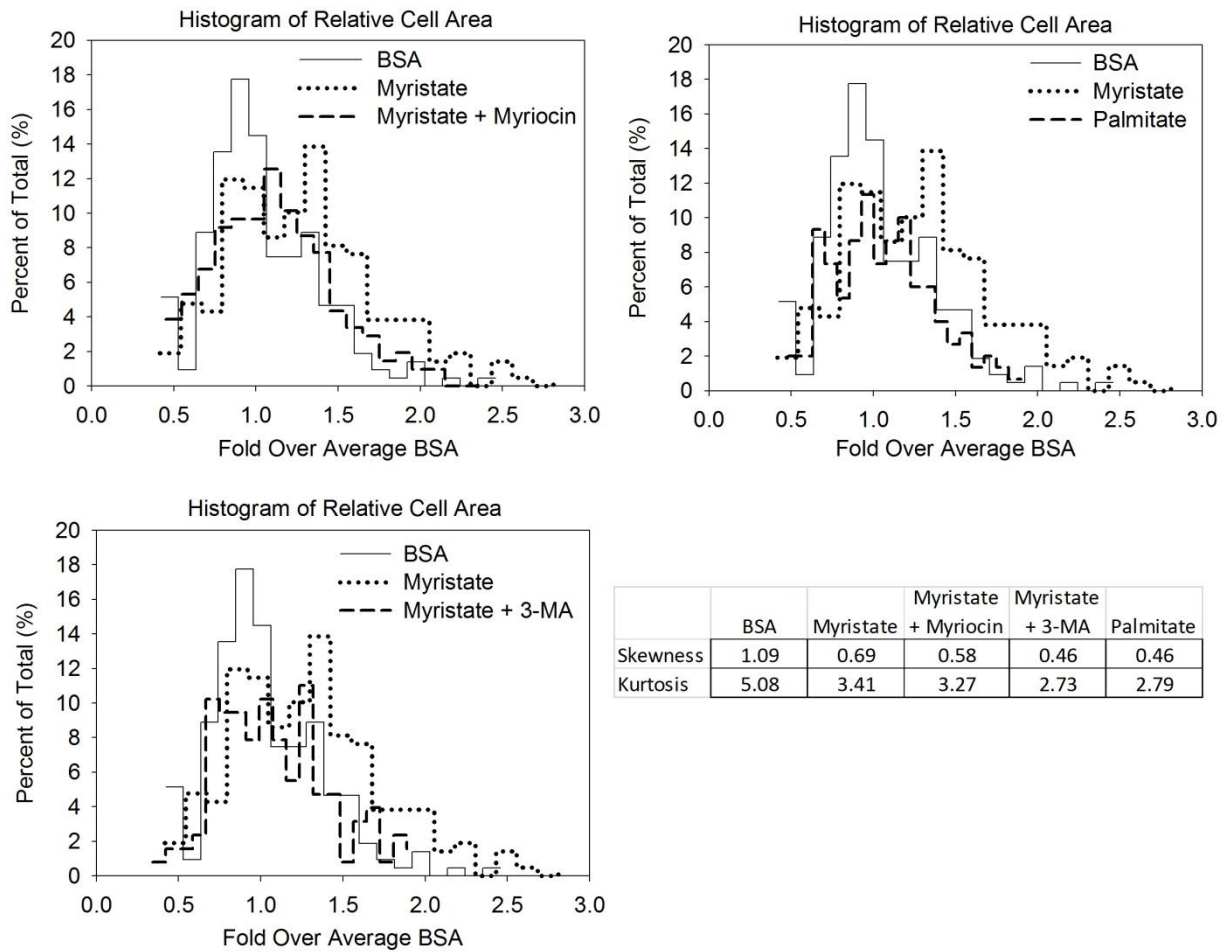 Histogram of Relative Cell Area
20
18
16
14
12
10
8
6
4
2
0
Percent of Total (%)
BSA
Myristate
Myristate + Myriocin
0.0 0.5 1.0 1.5 2.0 2.5 3.0
Fold Over Average BSA
Histogram of Relative Cell Area
20
18
16
14
12
10
8
6
4
2
0
Percent of Total (%)
BSA
Myristate
Palmitate
0.0 0.5 1.0 1.5 2.0 2.5 3.0
Fold Over Average BSA
Histogram of Relative Cell Area
20
18
16
14
12
10
8
6
4
2
0
Percent of Total (%)
BSA
Myristate
Myristate + 3-MA
0.0 0.5 1.0 1.5 2.0 2.5 3.0
Fold Over Average BSA
Myristate Myristate
BSA Myristate + Myriocin + 3-MA Palmitate
Skewness 1.09 0.69 0.58 0.46 0.46
Kurtosis 5.08 3.41 3.27 2.73 2.79